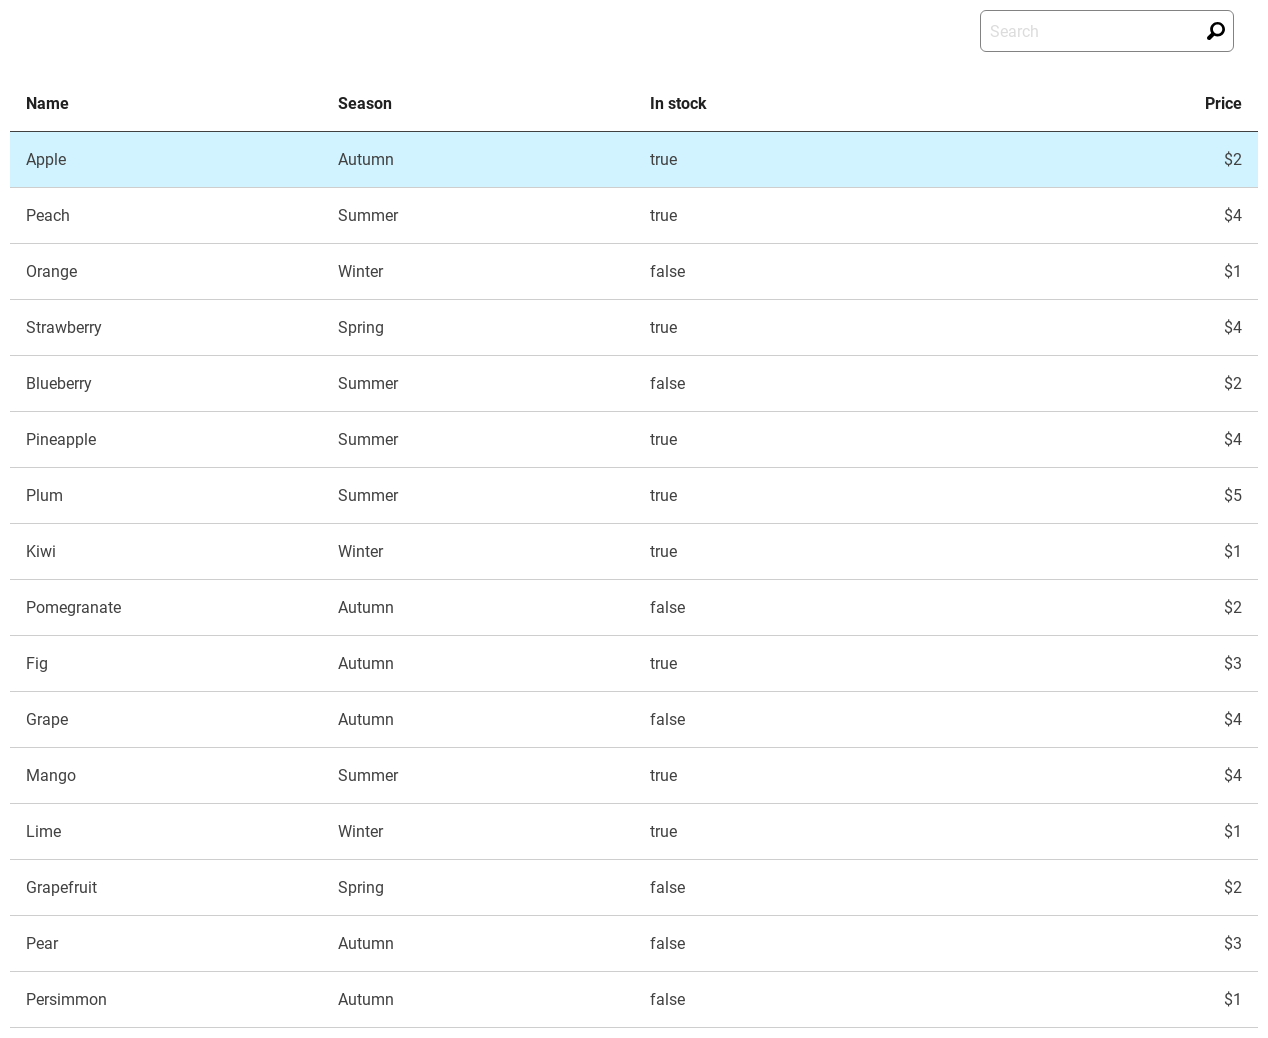 Search
Name Season In stock Price
Apple Autumn true $2
Peach Summer true $4
Orange Winter false $1
Strawberry Spring true $4
Blueberry Summer false $2
Pineapple Summer true $4
Plum Summer true $5
Kiwi Winter true $1
Pomegranate Autumn false $2
Fig Autumn true $3
Grape Autumn false $4
Mango Summer true $4
Lime Winter true $1
Grapefruit Spring false $2
Pear Autumn false $3
Persimmon Autumn false $1